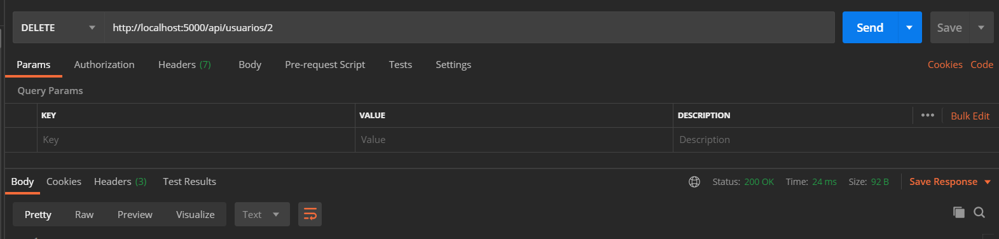 DELETE http://localhost:5000/api/usuarios/2 Send Save
Params Authorization Headers (7) Body Pre-request Script Tests Settings Cookies Code
Query Params
KEY VALUE DESCRIPTION ••• Bulk Edit
Key Value Description
Body Cookies Headers (3) Test Results Status: 200 OK Time: 24 ms Size: 92 B Save Response
Pretty Raw Preview Visualize Text